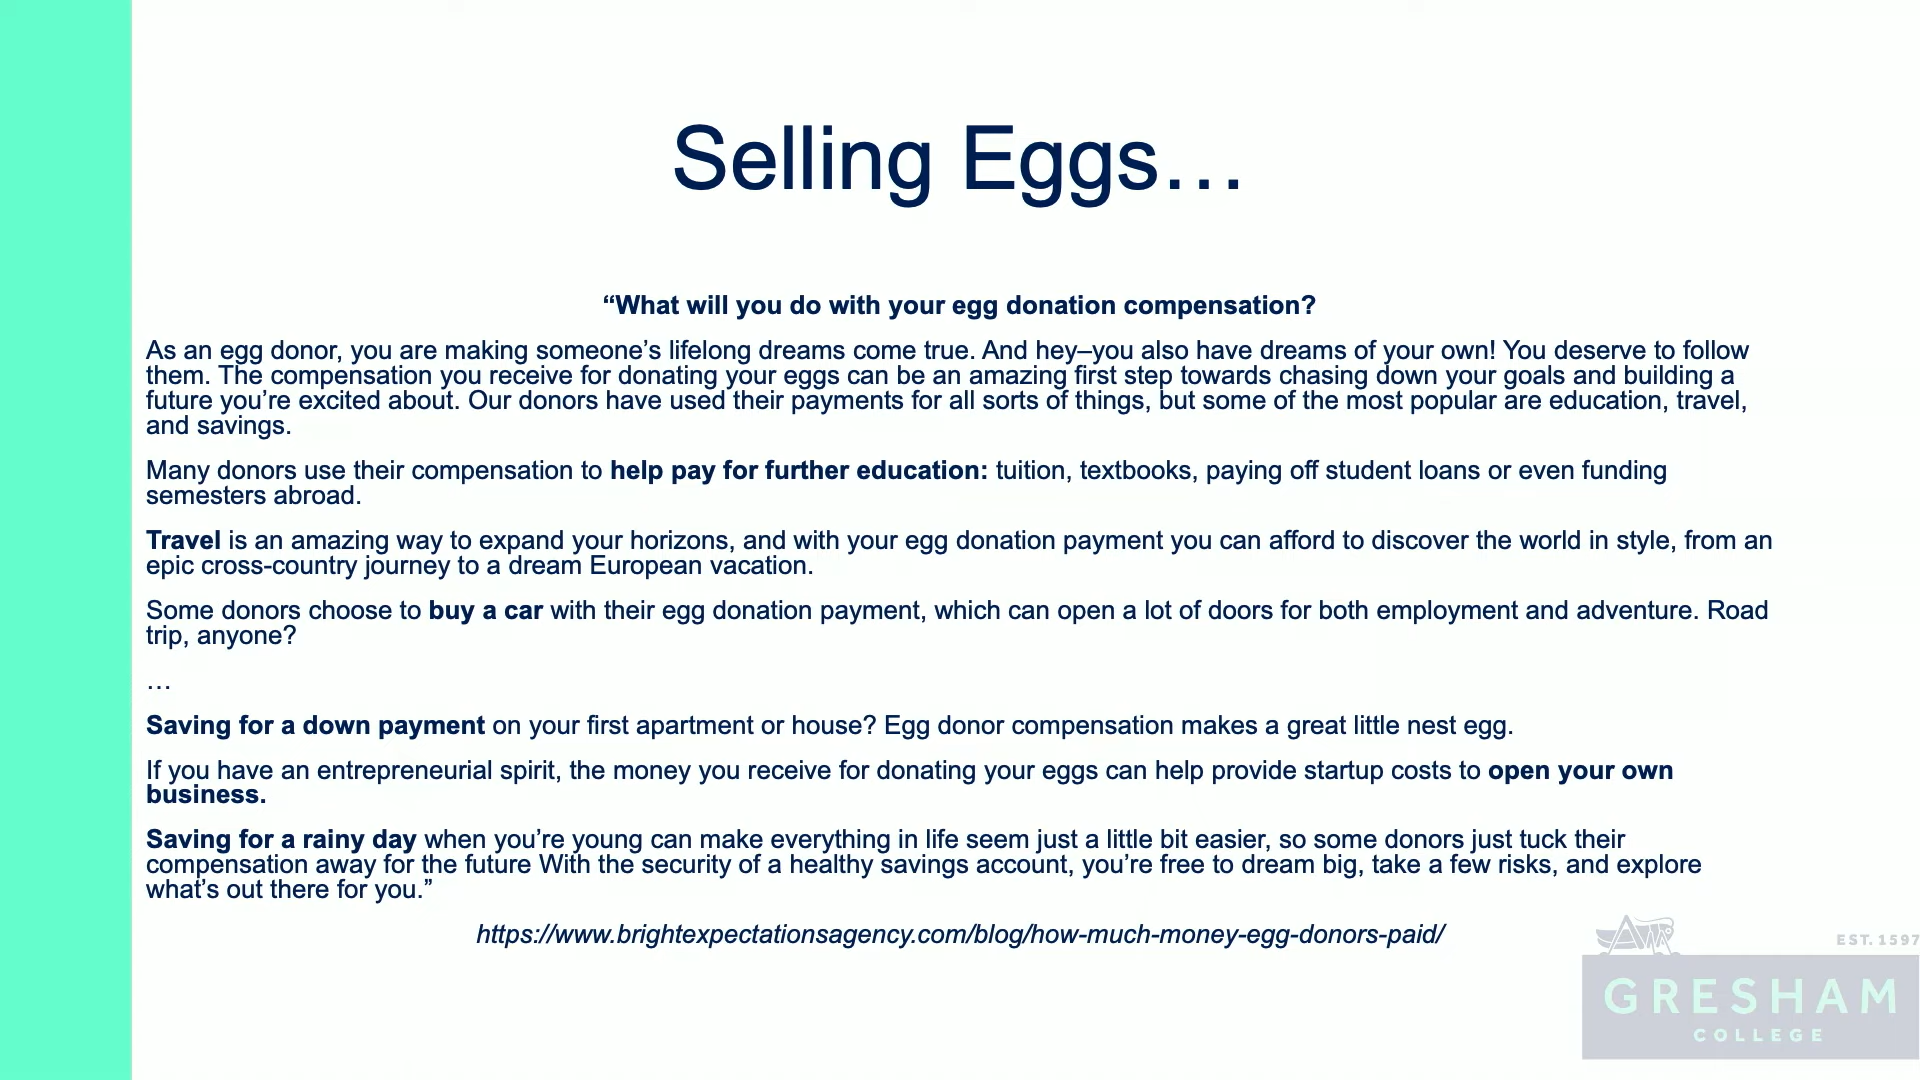 Selling Eggs…
“What will you do with your egg donation compensation?
As an egg donor, you are making someone’s lifelong dreams come true. And hey–you also have dreams of your own! You deserve to follow
them. The compensation you receive for donating your eggs can be an amazing first step towards chasing down your goals and building a
future you’re excited about. Our donors have used their payments for all sorts of things, but some of the most popular are education, travel,
and savings.
Many donors use their compensation to help pay for further education: tuition, textbooks, paying off student loans or even funding
semesters abroad.
Travel is an amazing way to expand your horizons, and with your egg donation payment you can afford to discover the world in style, from an
epic cross-country journey to a dream European vacation.
Some donors choose to buy a car with their egg donation payment, which can open a lot of doors for both employment and adventure. Road
trip, anyone?
…
Saving for a down payment on your first apartment or house? Egg donor compensation makes a great little nest egg.
If you have an entrepreneurial spirit, the money you receive for donating your eggs can help provide startup costs to open your own
business.
Saving for a rainy day when you’re young can make everything in life seem just a little bit easier, so some donors just tuck their
compensation away for the future With the security of a healthy savings account, you’re free to dream big, take a few risks, and explore
what’s out there for you.”
https://www.brightexpectationsagency.com/blog/how-much-money-egg-donors-paid/
EST. 1597
GRESHAM
COLLEGE